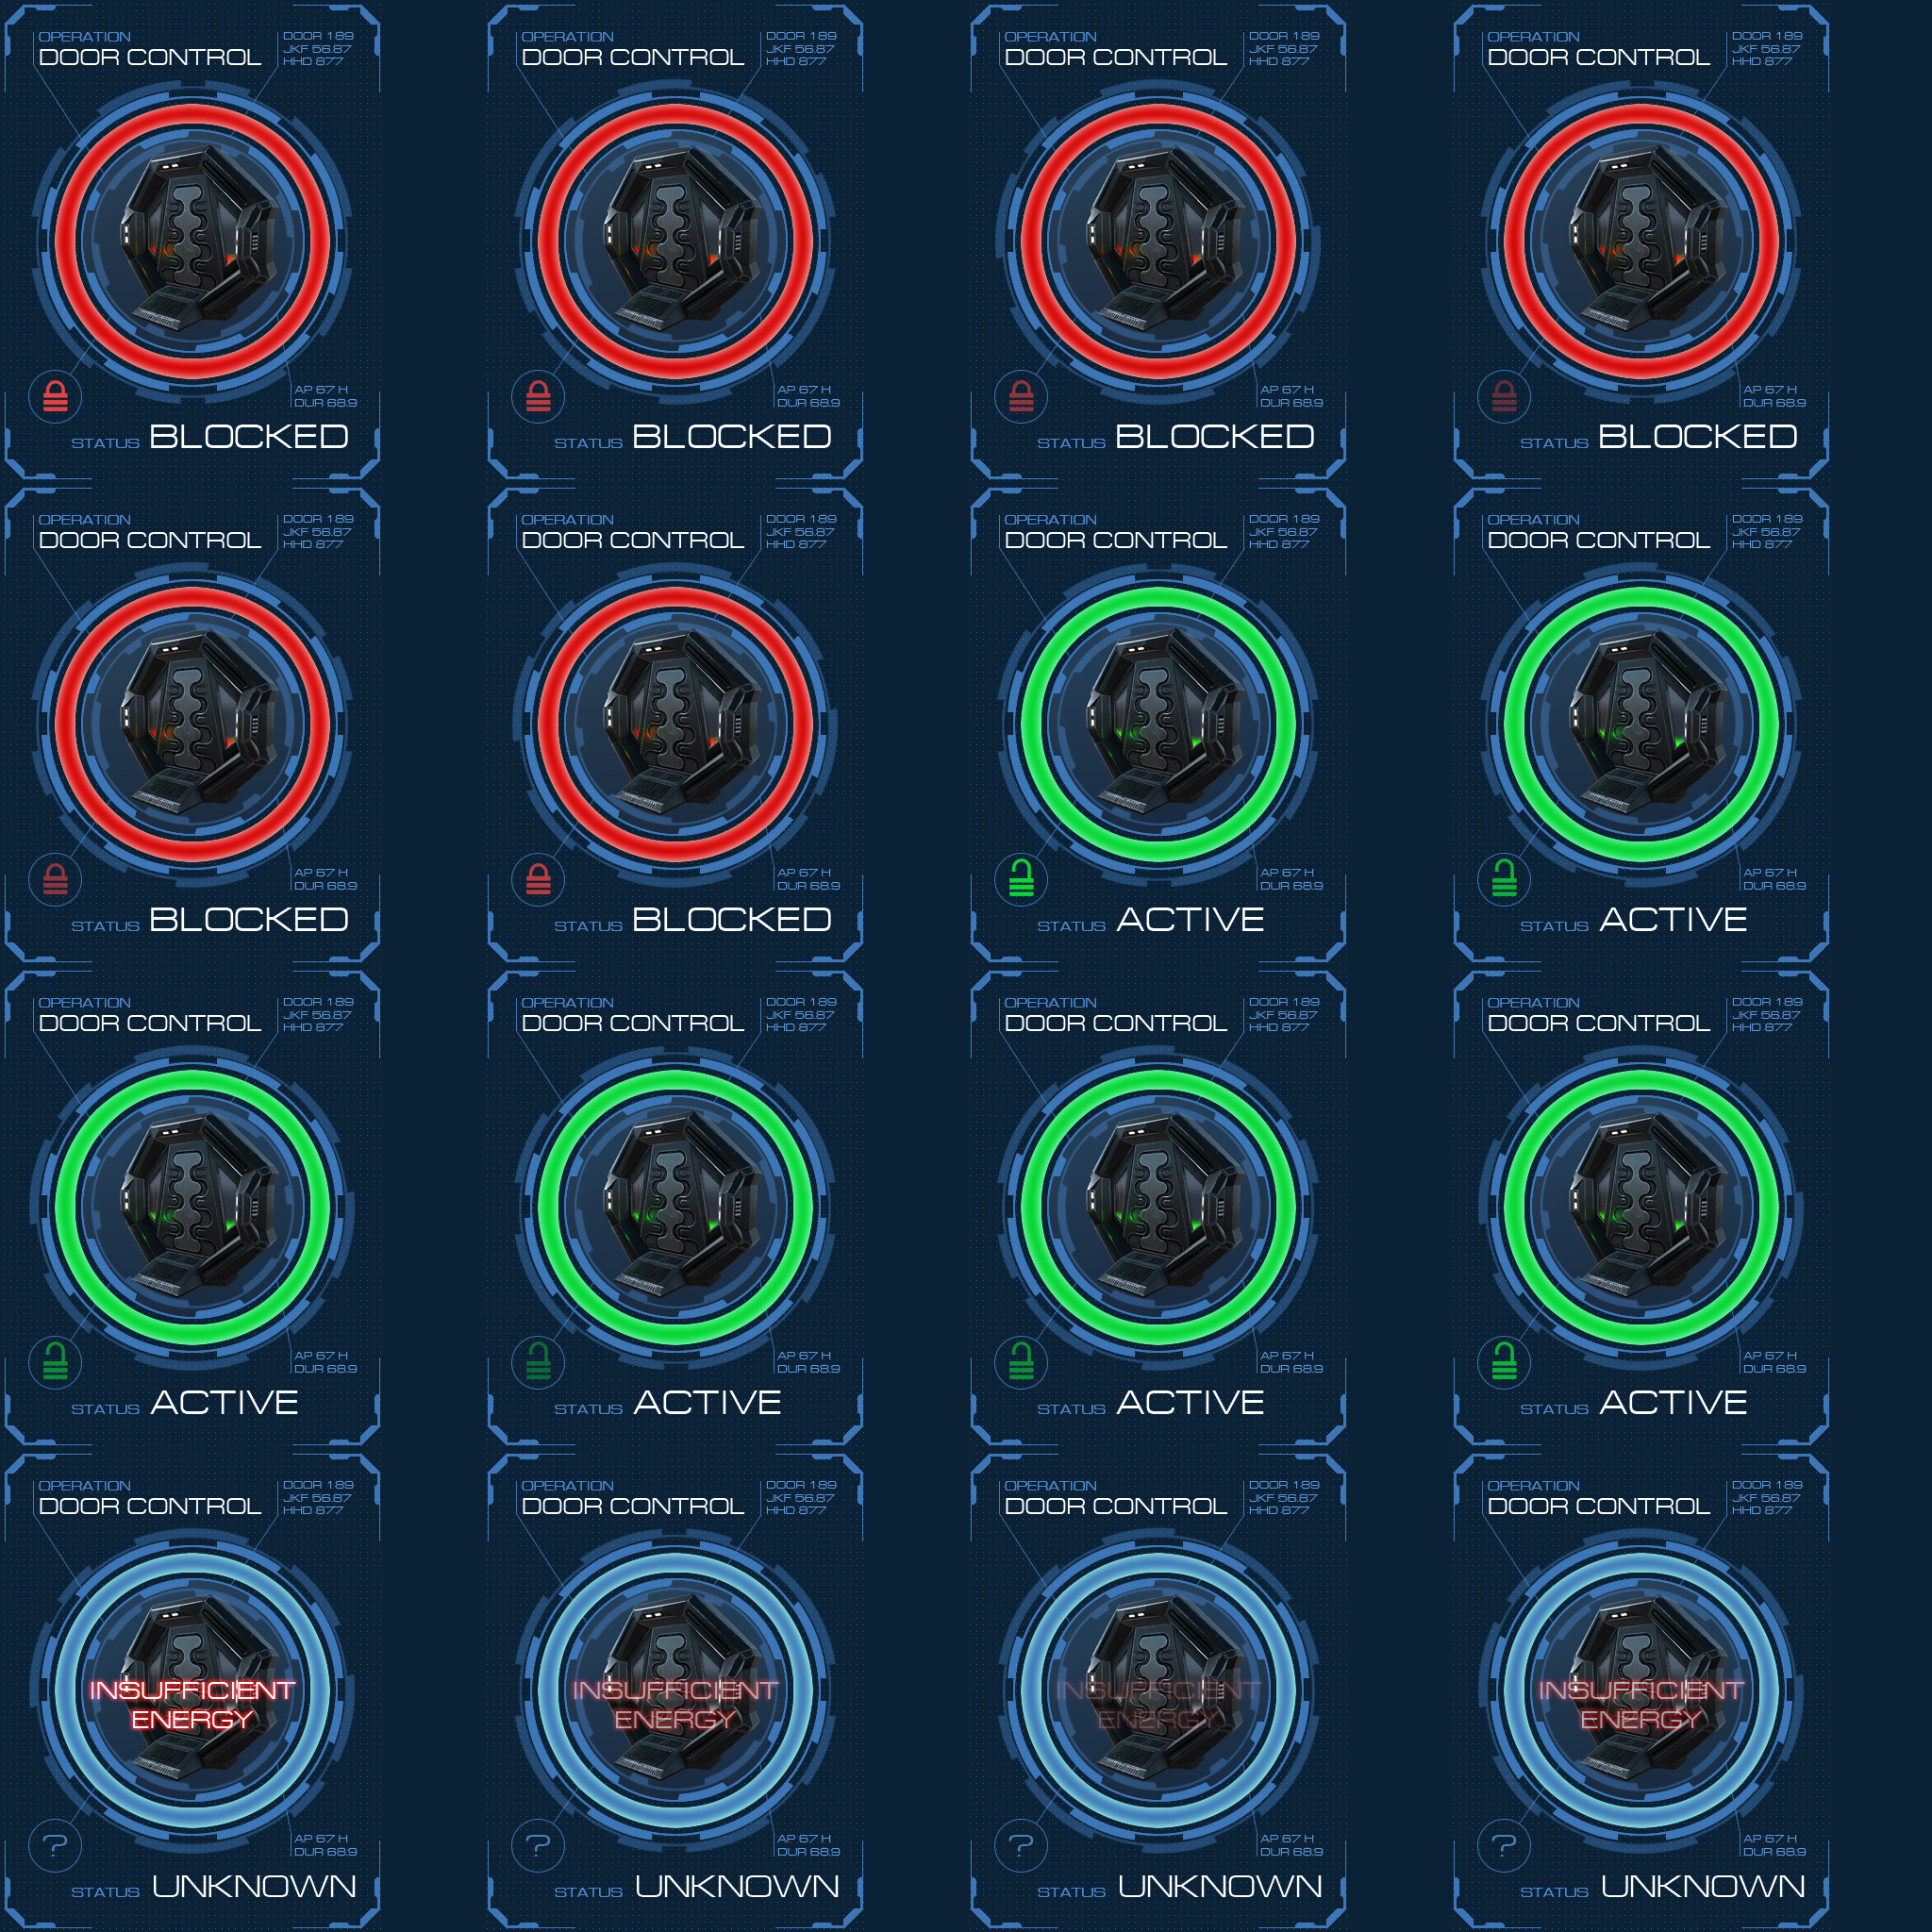 OPERATION
DOOR CONTROL
DOOR 189
JKF 56.87
HHD 877
AP 67 H
DUR 68.9
STATUS BLOCKED
OPERATION
DOOR CONTROL
DOOR 189
JKF 56.87
HHD 877
AP 67 H
DUR 68.9
STATUS BLOCKED
OPERATION
DOOR CONTROL
DOOR 189
JKF 56.87
HHD 877
AP 67 H
DUR 68.9
STATUS BLOCKED
OPERATION
DOOR CONTROL
DOOR 189
JKF 56.87
HHD 877
AP 67 H
DUR 68.9
STATUS BLOCKED
OPERATION
DOOR CONTROL
DOOR 189
JKF 56.87
HHD 877
AP 67 H
DUR 68.9
STATUS BLOCKED
OPERATION
DOOR CONTROL
DOOR 189
JKF 56.87
HHD 877
AP 67 H
DUR 68.9
STATUS BLOCKED
OPERATION
DOOR CONTROL
DOOR 189
JKF 56.87
HHD 877
AP 67 H
DUR 68.9
STATUS ACTIVE
OPERATION
DOOR CONTROL
DOOR 189
JKF 56.87
HHD 877
AP 67 H
DUR 68.9
STATUS ACTIVE
OPERATION
DOOR CONTROL
DOOR 189
JKF 56.87
HHD 877
AP 67 H
DUR 68.9
STATUS ACTIVE
OPERATION
DOOR CONTROL
DOOR 189
JKF 56.87
HHD 877
AP 67 H
DUR 68.9
STATUS ACTIVE
OPERATION
DOOR CONTROL
DOOR 189
JKF 56.87
HHD 877
AP 67 H
DUR 68.9
STATUS ACTIVE
OPERATION
DOOR CONTROL
DOOR 189
JKF 56.87
HHD 877
AP 67 H
DUR 68.9
STATUS ACTIVE
OPERATION
DOOR CONTROL
DOOR 189
JKF 56.87
HHD 877
INSUFFICIENT
ENERGY
?
AP 67 H
DUR 68.9
STATUS UNKNOWN
OPERATION
DOOR CONTROL
DOOR 189
JKF 56.87
HHD 877
INSUFFICIENT
ENERGY
?
AP 67 H
DUR 68.9
STATUS UNKNOWN
OPERATION
DOOR CONTROL
DOOR 189
JKF 56.87
HHD 877
INSUFFICIENT
ENERGY
?
AP 67 H
DUR 68.9
STATUS UNKNOWN
OPERATION
DOOR CONTROL
DOOR 189
JKF 56.87
HHD 877
INSUFFICIENT
ENERGY
?
AP 67 H
DUR 68.9
STATUS UNKNOWN